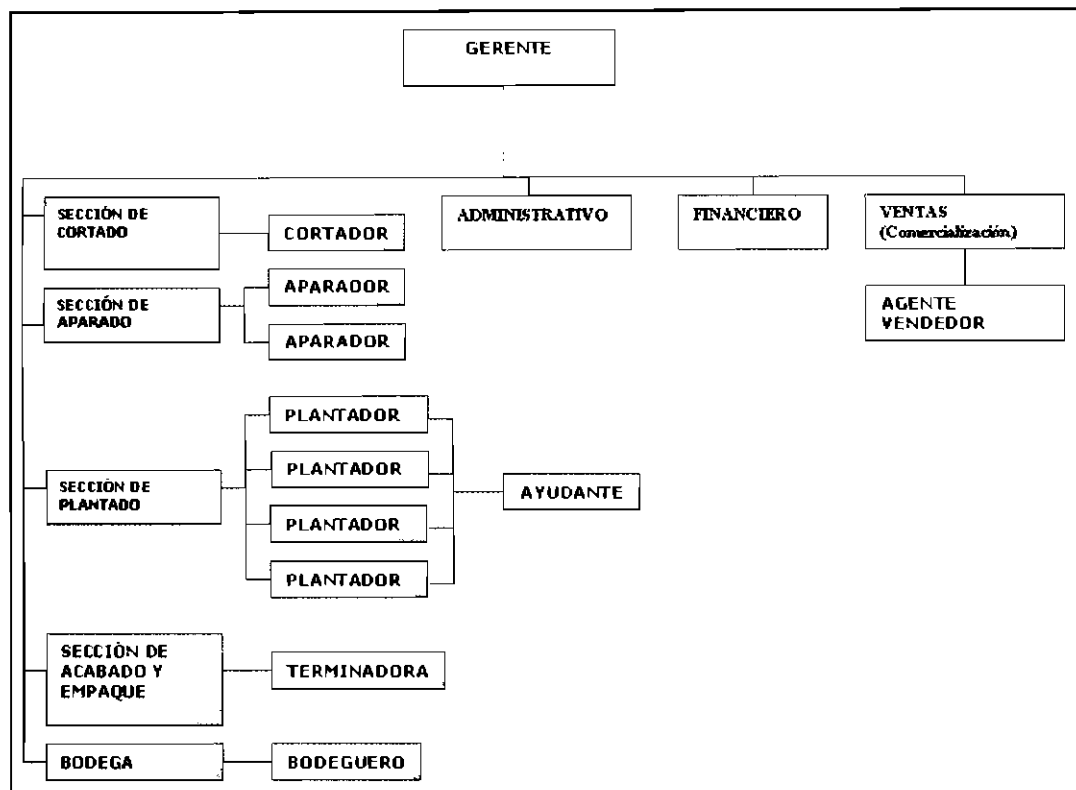 GERENTE
SECCIÓN DE
CORTADO
CORTADOR
ADMINISTRATIVO
FINANCIERO
VENTAS
(Comercialización)
AGENTE
VENDEDOR
SECCIÓN DE
APARADO
APARADOR
APARADOR
SECCIÓN DE
PLANTADO
PLANTADOR
PLANTADOR
PLANTADOR
PLANTADOR
AYUDANTE
SECCIÓN DE
ACABADO Y
EMPAQUE
TERMINADORA
BODEGA
BODEGUERO